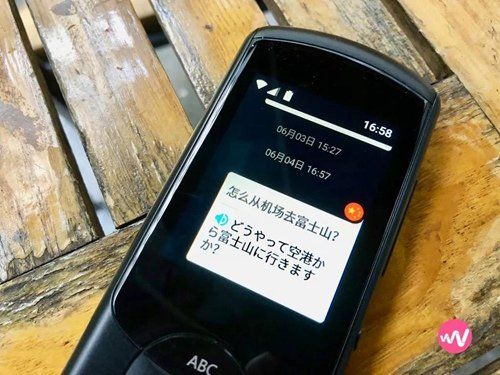 16:58
06月03日 15:27
06月04日 16:57
怎么从机场去富士山?
どうやって空港か
ら富士山に行きます
か?
ABC